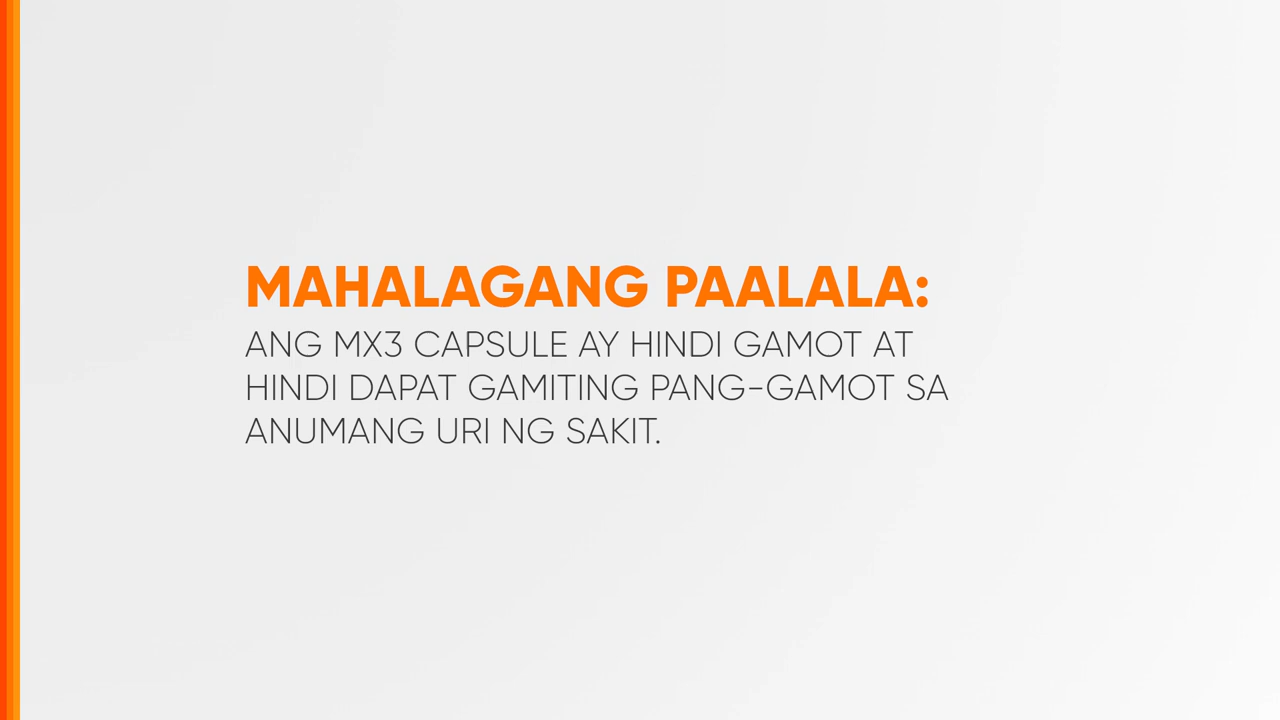 MAHALAGANG PAALALA:
ANG MX3 CAPSULE AY HINDI GAMOT AT
HINDI DAPAT GAMITING PANG-GAMOT SA
ANUMANG URI NG SAKIT.